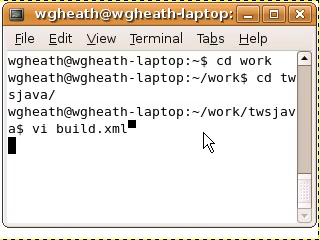 wgheath@wgheath-laptop:
File Edit View Terminal Tabs Help
wgheath@wgheath-laptop:~$ cd work
wgheath@wgheath-laptop:~/work$ cd tw
sjava/
wgheath@wgheath-laptop:~/work/twsjav
a$ vi build.xml